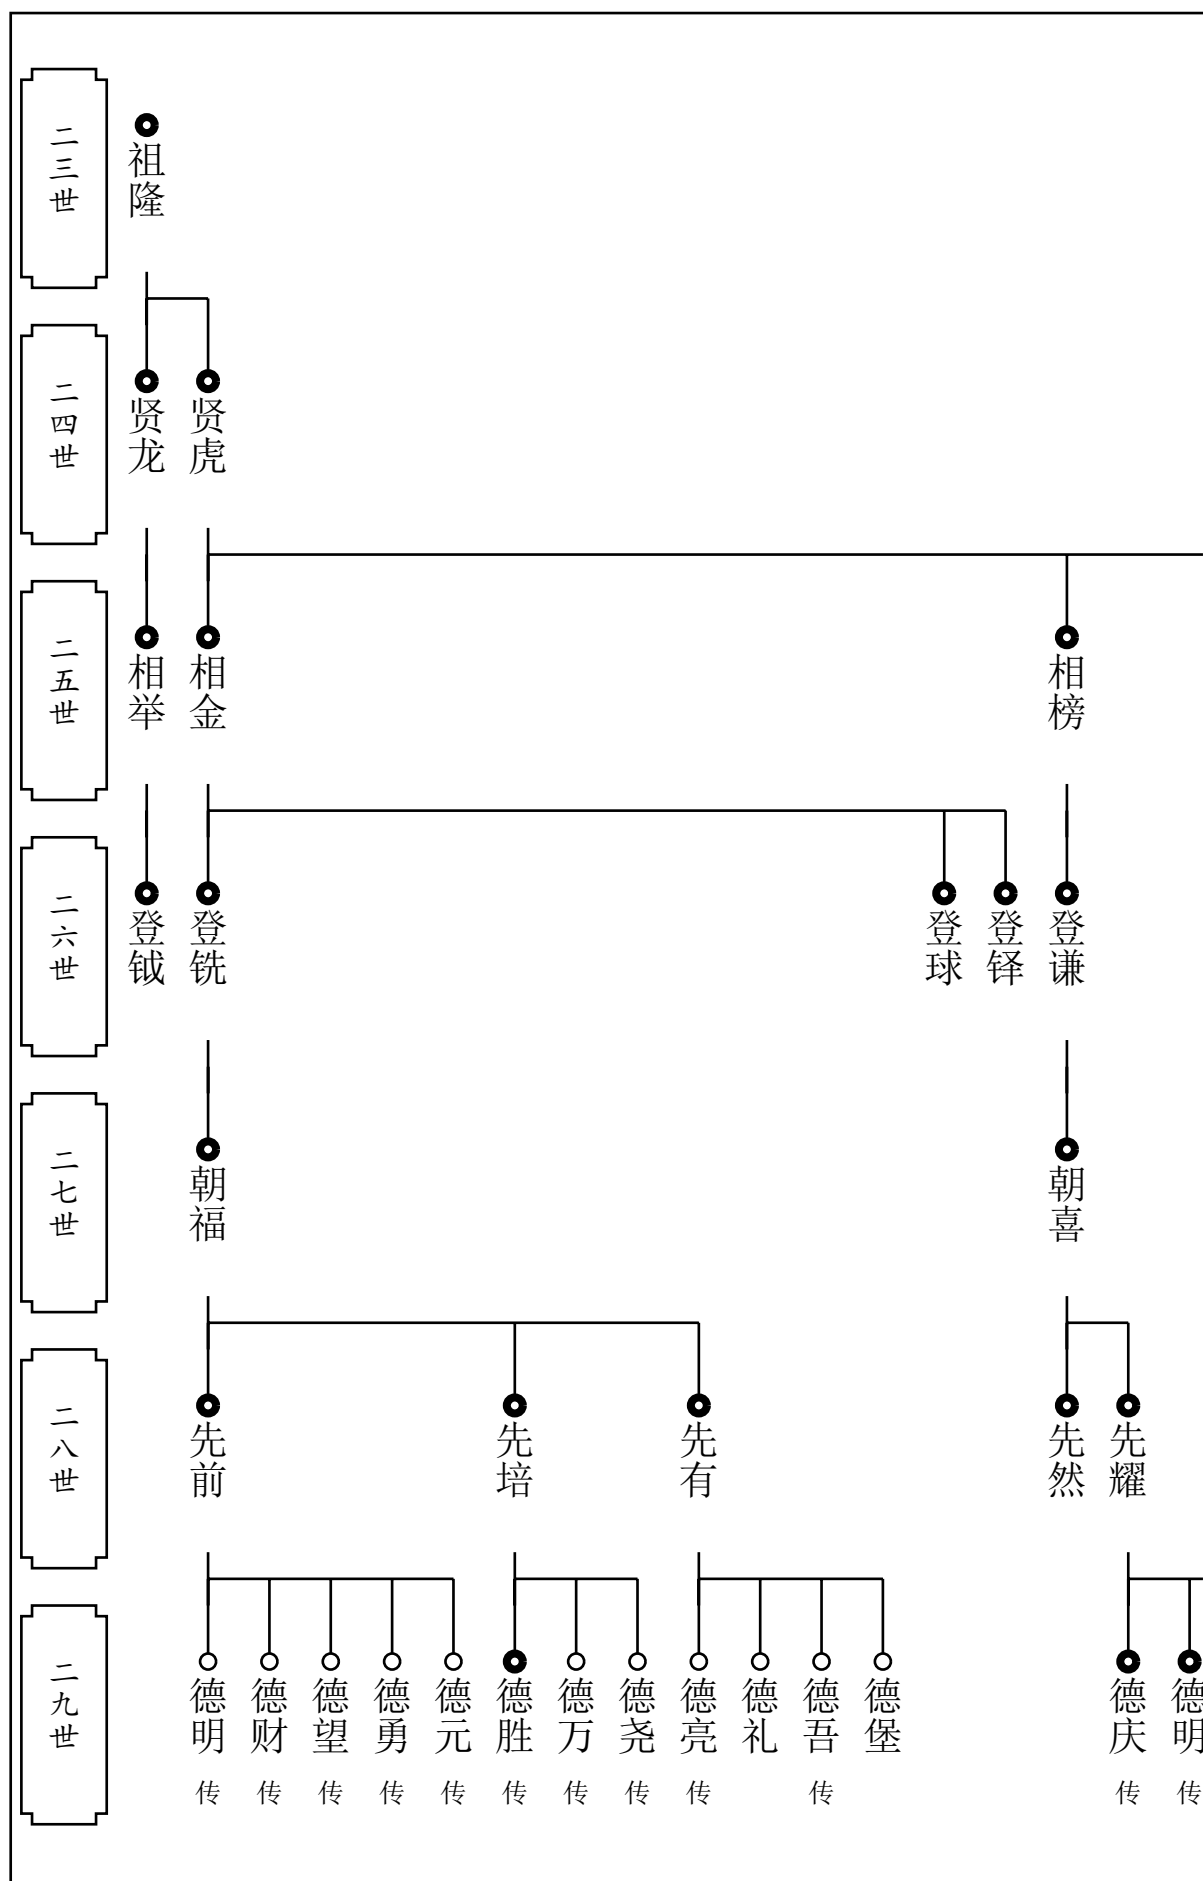 二三世
祖隆
二四世
贤龙
贤虎
二五世
相举
相金
相榜
二六世
登钺
登铣
登球
登铎
登谦
二七世
朝福
朝喜
二八世
先前
先培
先有
先然
先耀
二九世
德明
传
德财
传
德望
传
德勇
传
德元
传
德胜
传
德万
传
德尧
传
德亮
传
德礼
德吾
传
德堡
德庆
传
德明
传